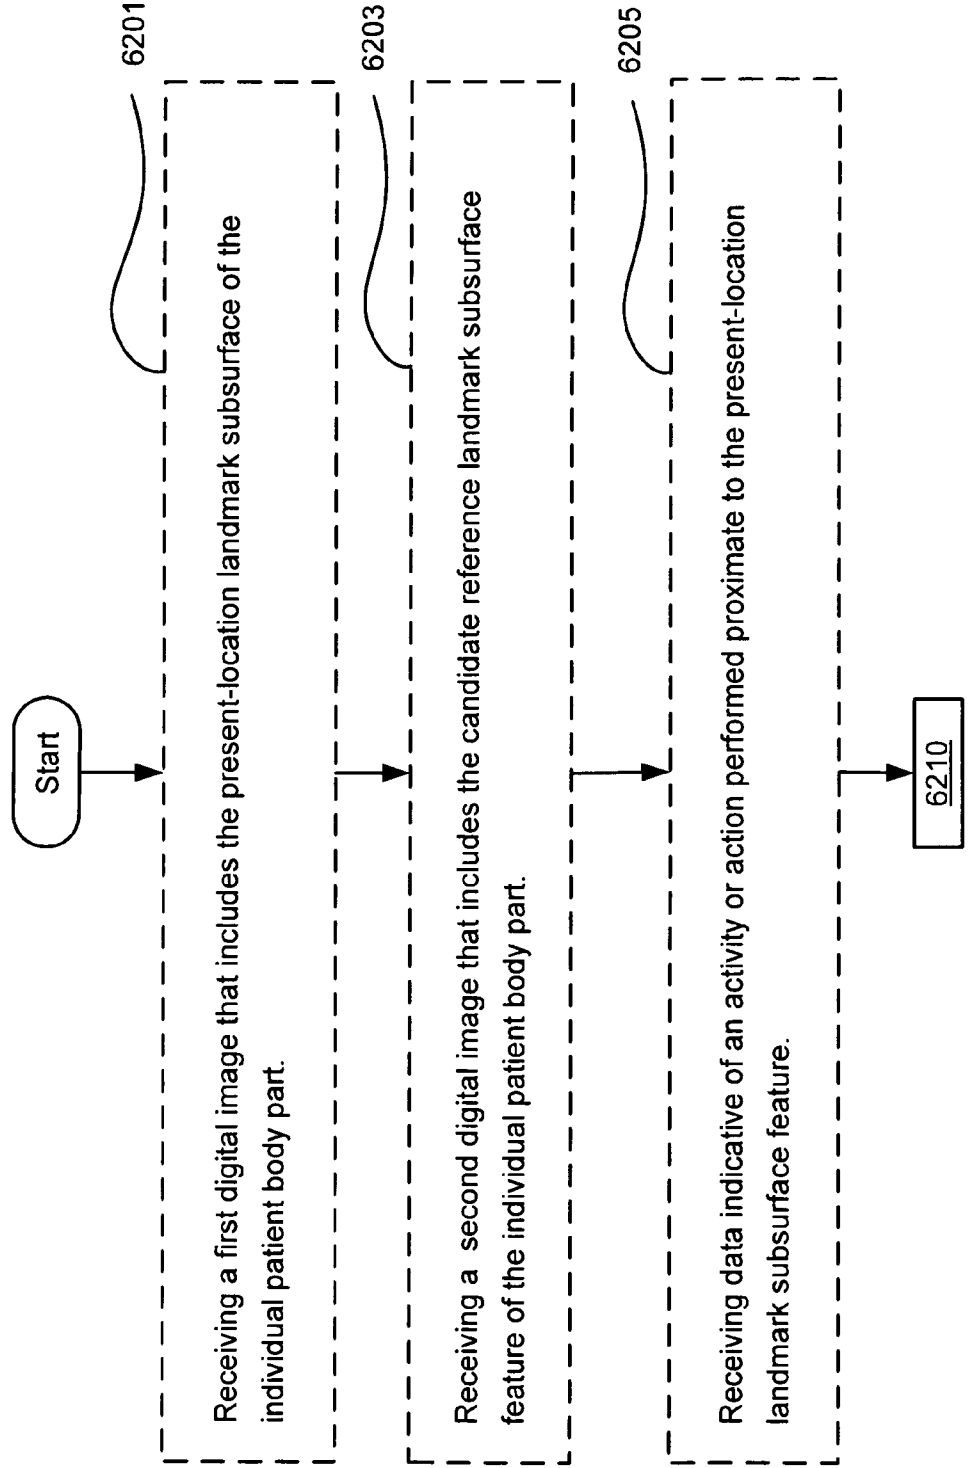 Start
6201
Receiving a first digital image that includes the present-location landmark subsurface of the
individual patient body part.
6203
Receiving a second digital image that includes the candidate reference landmark subsurface
feature of the individual patient body part.
6205
Receiving data indicative of an activity or action performed proximate to the present-location
landmark subsurface feature.
6210